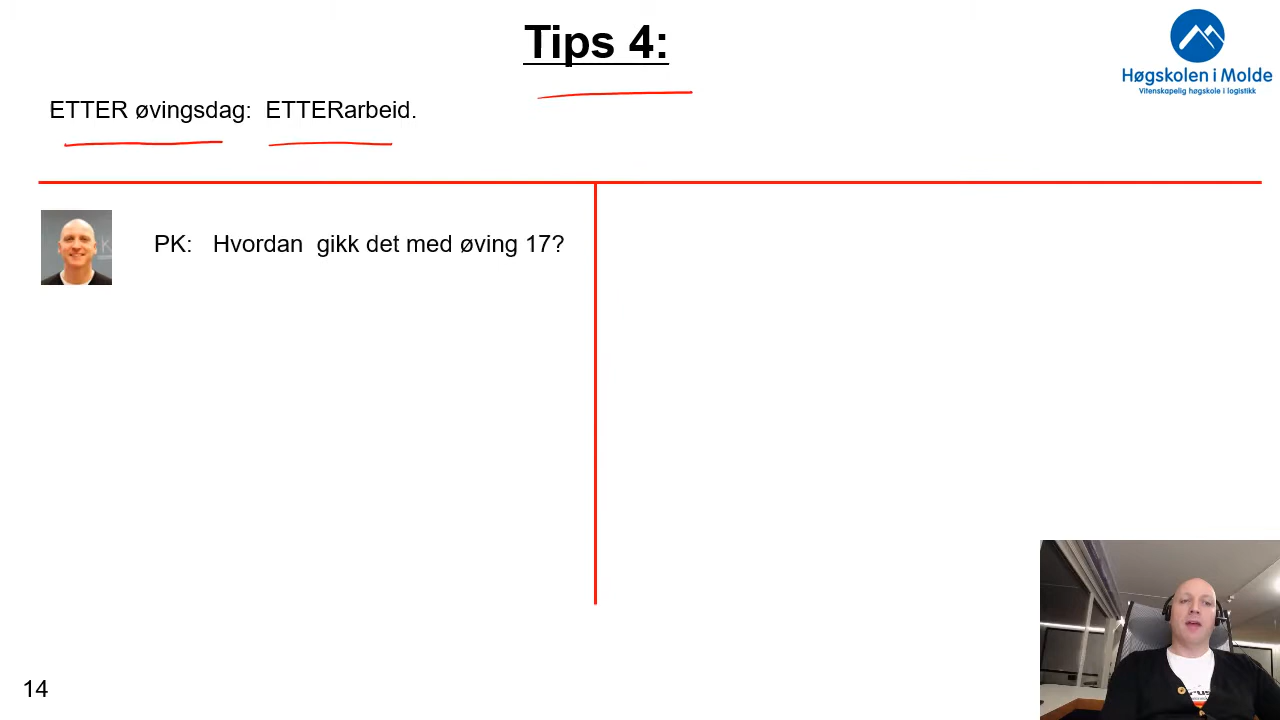 Tips 4:
Høgskolen i Molde
Vitenskapelig høgskole i logistikk
ETTER øvingsdag: ETTERarbeid.
PK: Hvordan gikk det med øving 17?
14